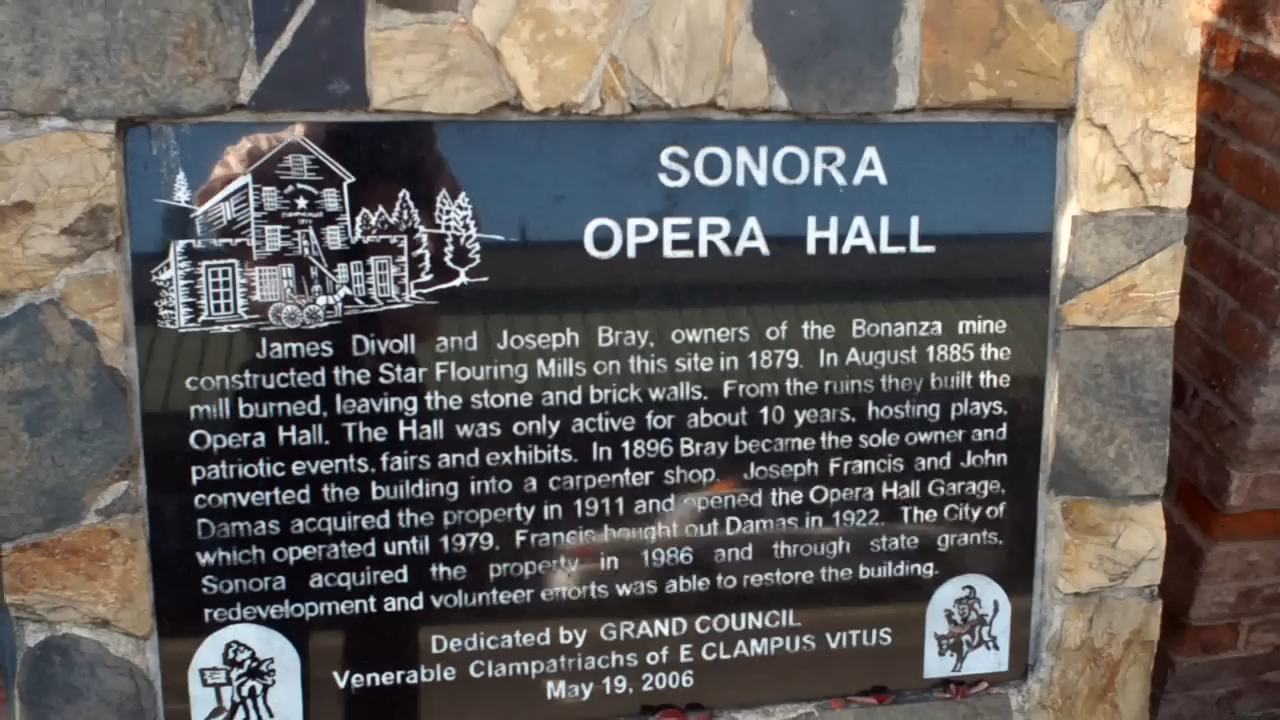 SONORA
OPERA HALL
James Divoll and Joseph Bray, owners of the Bonanza mine
constructed the Star Flouring Mills on this site in 1879. In August 1885 the
mill burned, leaving the stone and brick walls. From the ruins they built the
Opera Hall. The Hall was only active for about 10 years, hosting plays,
patriotic events, fairs and exhibits. In 1896 Bray became the sole owner and
converted the building into a carpenter shop. Joseph Francis and John
Damas acquired the property in 1911 and opened the Opera Hall Garage,
which operated until 1979. Francis bought out Damas in 1922. The City of
Sonora acquired the property in 1986 and through state grants,
redevelopment and volunteer efforts was able to restore the building.
Dedicated by GRAND COUNCIL
Venerable Clampatriachs of E CLAMPUS VITUS
May 19, 2006